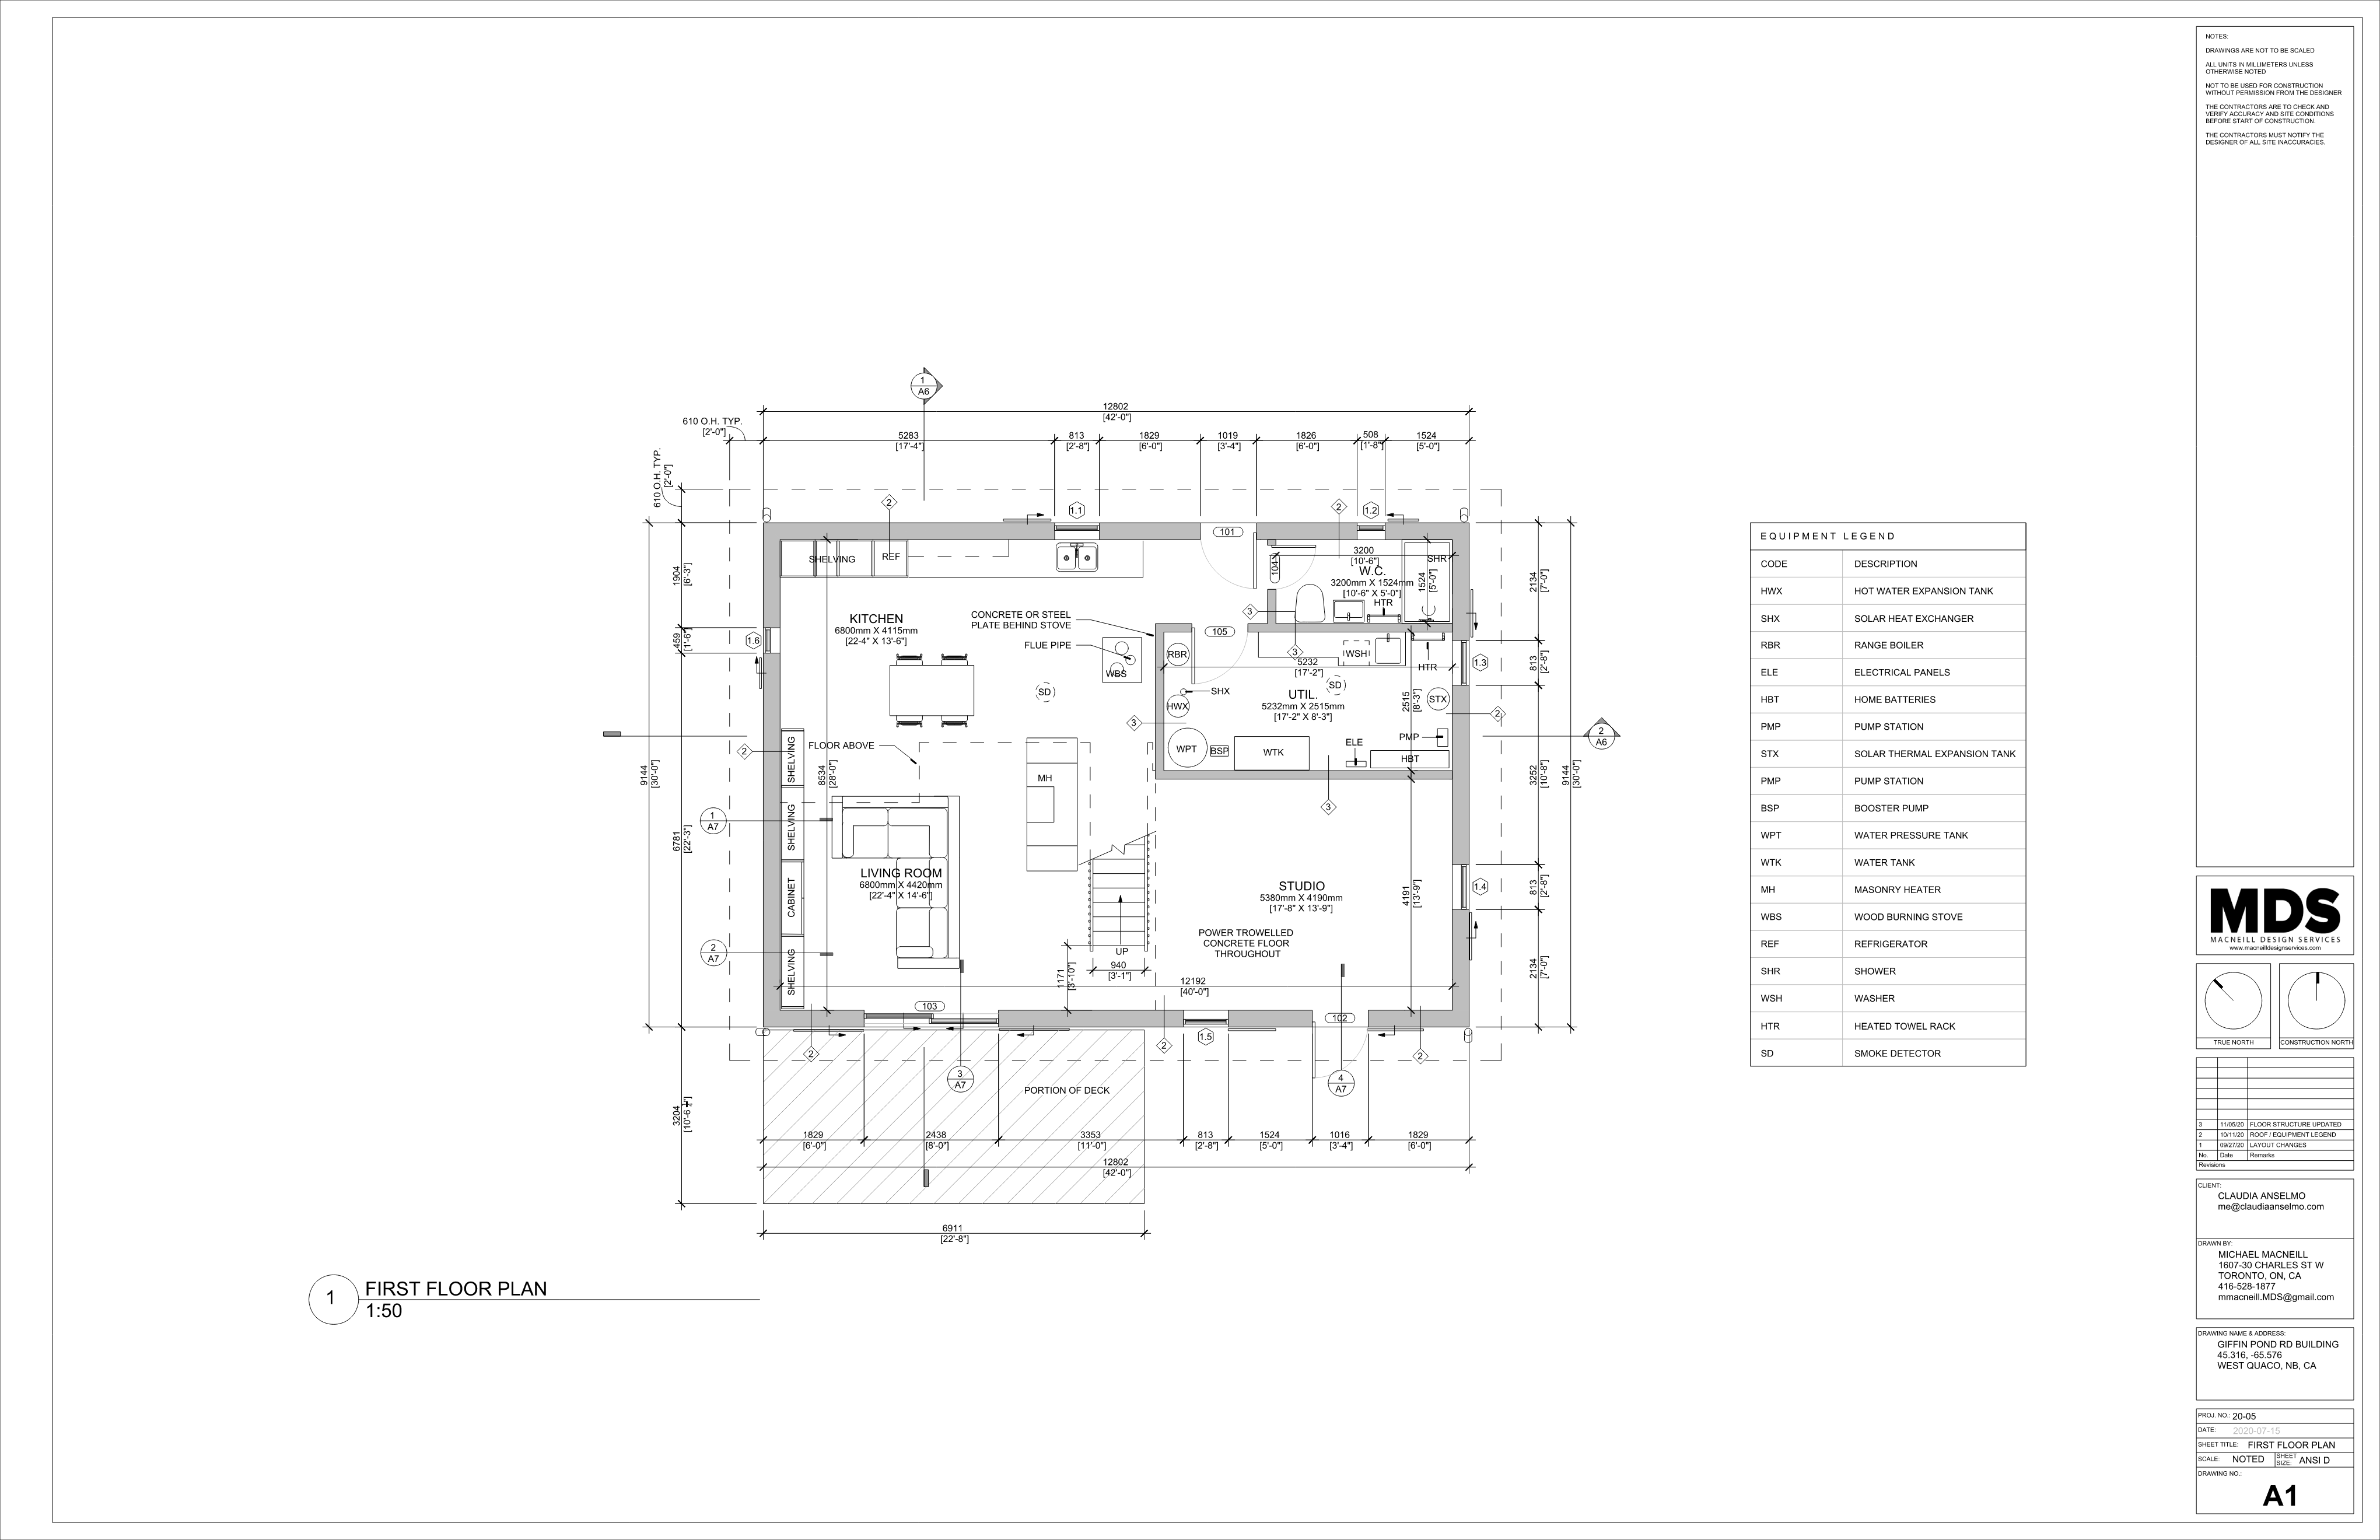 NOTES:
DRAWINGS ARE NOT TO BE SCALED
ALL UNITS IN MILLIMETERS UNLESS
OTHERWISE NOTED
NOT TO BE USED FOR CONSTRUCTION
WITHOUT PERMISSION FROM THE DESIGNER
THE CONTRACTORS ARE TO CHECK AND
VERIFY ACCURACY AND SITE CONDITIONS
BEFORE START OF CONSTRUCTION.
THE CONTRACTORS MUST NOTIFY THE
DESIGNER OF ALL SITE INACCURACIES.
1
A6
12802
[42'-0"]
610 O.H. TYP.
[2'-0"]
5283
[17'-4"]
813
[2'-8"]
1829
[6'-0"]
1019
[3'-4"]
1826
[6'-0"]
508
[1'-8"]
1524
[5'-0"]
610 O.H. TYP.
[2'-0"]
2
1.1
2
1.2
101
SHELVING
REF
104
3200
[10'-6"]
W.C.
3200mm X 1524mm
[10'-6" X 5'-0"]
HTR
SHR
1524
[5'-0"]
1904
[6'-3"]
459
[1'-6"]
1.6
KITCHEN
6800mm X 4115mm
[22'-4" X 13'-6"]
CONCRETE OR STEEL
PLATE BEHIND STOVE
FLUE PIPE
WBS
SD
3
105
RBR
3
WSH
HTR
5232
[17'-2"]
SD
SHX
HWX
UTIL.
5232mm X 2515mm
[17'-2" X 8'-3"]
2515
[8'-3"]
STX
2134
[7'-0"]
813
[2'-8"]
1.3
2
2
A6
3
WPT
BSP
WTK
ELE
PMP
HBT
3
2
FLOOR ABOVE
SHELVING
8534
[28'-0"]
MH
9144
[30'-0"]
6781
[22'-3"]
3252
[10'-8"]
9144
[30'-0"]
1
A7
SHELVING
CABINET
SHELVING
2
A7
LIVING ROOM
6800mm X 4420mm
[22'-4" X 14'-6"]
STUDIO
5380mm X 4190mm
[17'-8" X 13'-9"]
4191
[13'-9"]
813
[2'-8"]
1.4
POWER TROWELLED
CONCRETE FLOOR
THROUGHOUT
UP
940
[3'-1"]
1171
[3'-10"]
12192
[40'-0"]
2134
[7'-0"]
103
102
2
2
1.5
2
3
A7
4
A7
PORTION OF DECK
3204
1829
[6'-0"]
2438
[8'-0"]
3353
[11'-0"]
813
[2'-8"]
1524
[5'-0"]
1016
[3'-4"]
1829
[6'-0"]
12802
[42'-0"]
6911
[22'-8"]
1
FIRST FLOOR PLAN
1:50
EQUIPMENT LEGEND
CODE DESCRIPTION
HWX HOT WATER EXPANSION TANK
SHX SOLAR HEAT EXCHANGER
RBR RANGE BOILER
ELE ELECTRICAL PANELS
HBT HOME BATTERIES
PMP PUMP STATION
STX SOLAR THERMAL EXPANSION TANK
PMP PUMP STATION
BSP BOOSTER PUMP
WPT WATER PRESSURE TANK
WTK WATER TANK
MH MASONRY HEATER
WBS WOOD BURNING STOVE
REF REFRIGERATOR
SHR SHOWER
WSH WASHER
HTR HEATED TOWEL RACK
SD SMOKE DETECTOR
MDS
MACNEILL DESIGN SERVICES
www.macneilldesignservices.com
TRUE NORTH
CONSTRUCTION NORTH
3 11/05/20 FLOOR STRUCTURE UPDATED
2 10/11/20 ROOF / EQUIPMENT LEGEND
1 09/27/20 LAYOUT CHANGES
No. Date Remarks
Revisions
CLIENT:
CLAUDIA ANSELMO
me@claudiaanselmo.com
DRAWN BY:
MICHAEL MACNEILL
1607-30 CHARLES ST W
TORONTO, ON, CA
416-528-1877
mmacneill.MDS@gmail.com
DRAWING NAME & ADDRESS:
GIFFIN POND RD BUILDING
45.316, -65.576
WEST QUACO, NB, CA
PROJ. NO.: 20-05
DATE: 2020-07-15
SHEET TITLE: FIRST FLOOR PLAN
SCALE: NOTED SHEET SIZE: ANSI D
DRAWING NO.:
A1